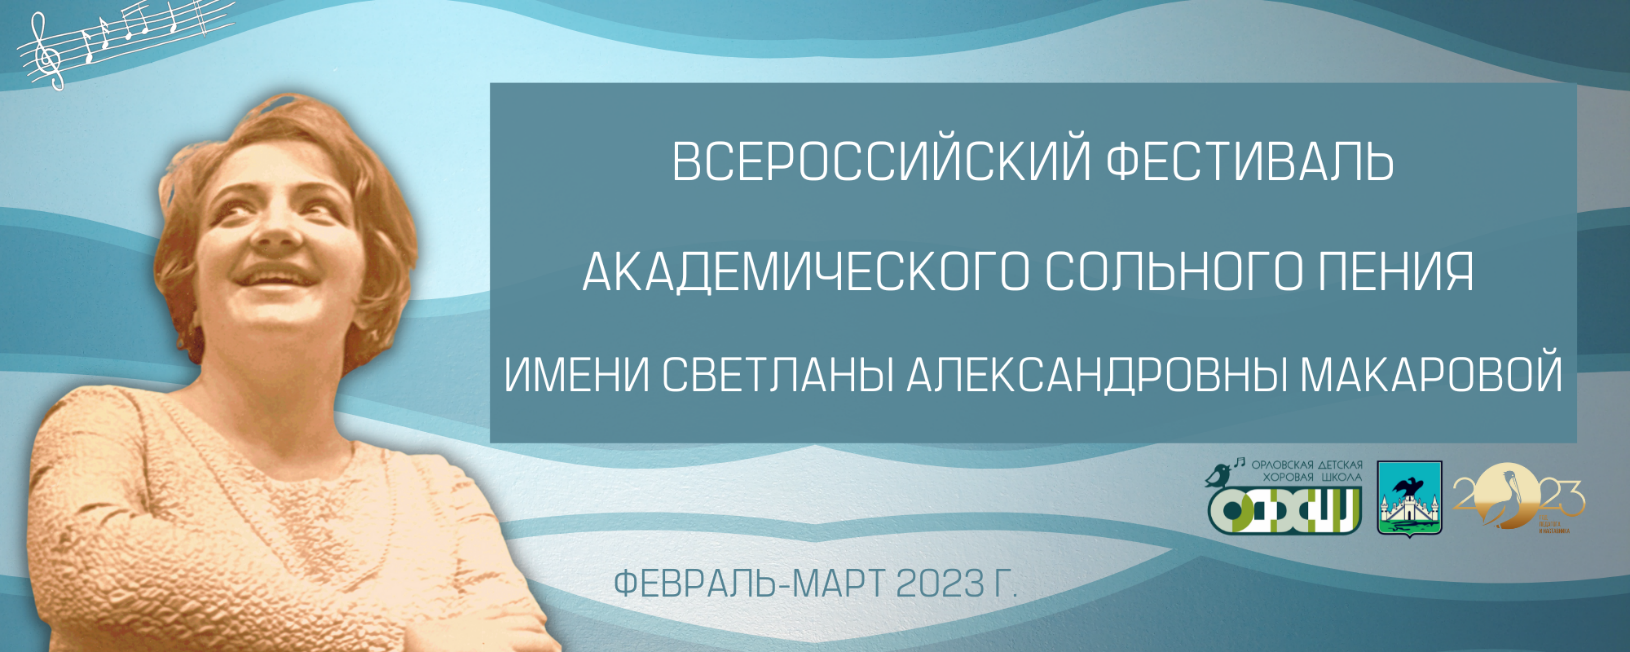 ВСЕРОССИЙСКИЙ ФЕСТИВАЛЬ
АКАДЕМИЧЕСКОГО СОЛЬНОГО ПЕНИЯ
ИМЕНИ СВЕТЛАНЫ АЛЕКСАНДРОВНЫ МАКАРОВОЙ
ОРЛОВСКАЯ ДЕТСКАЯ
ХОРОВАЯ ШКОЛА
ОДХШ
2023
ФЕВРАЛЬ-МАРТ 2023 Г.